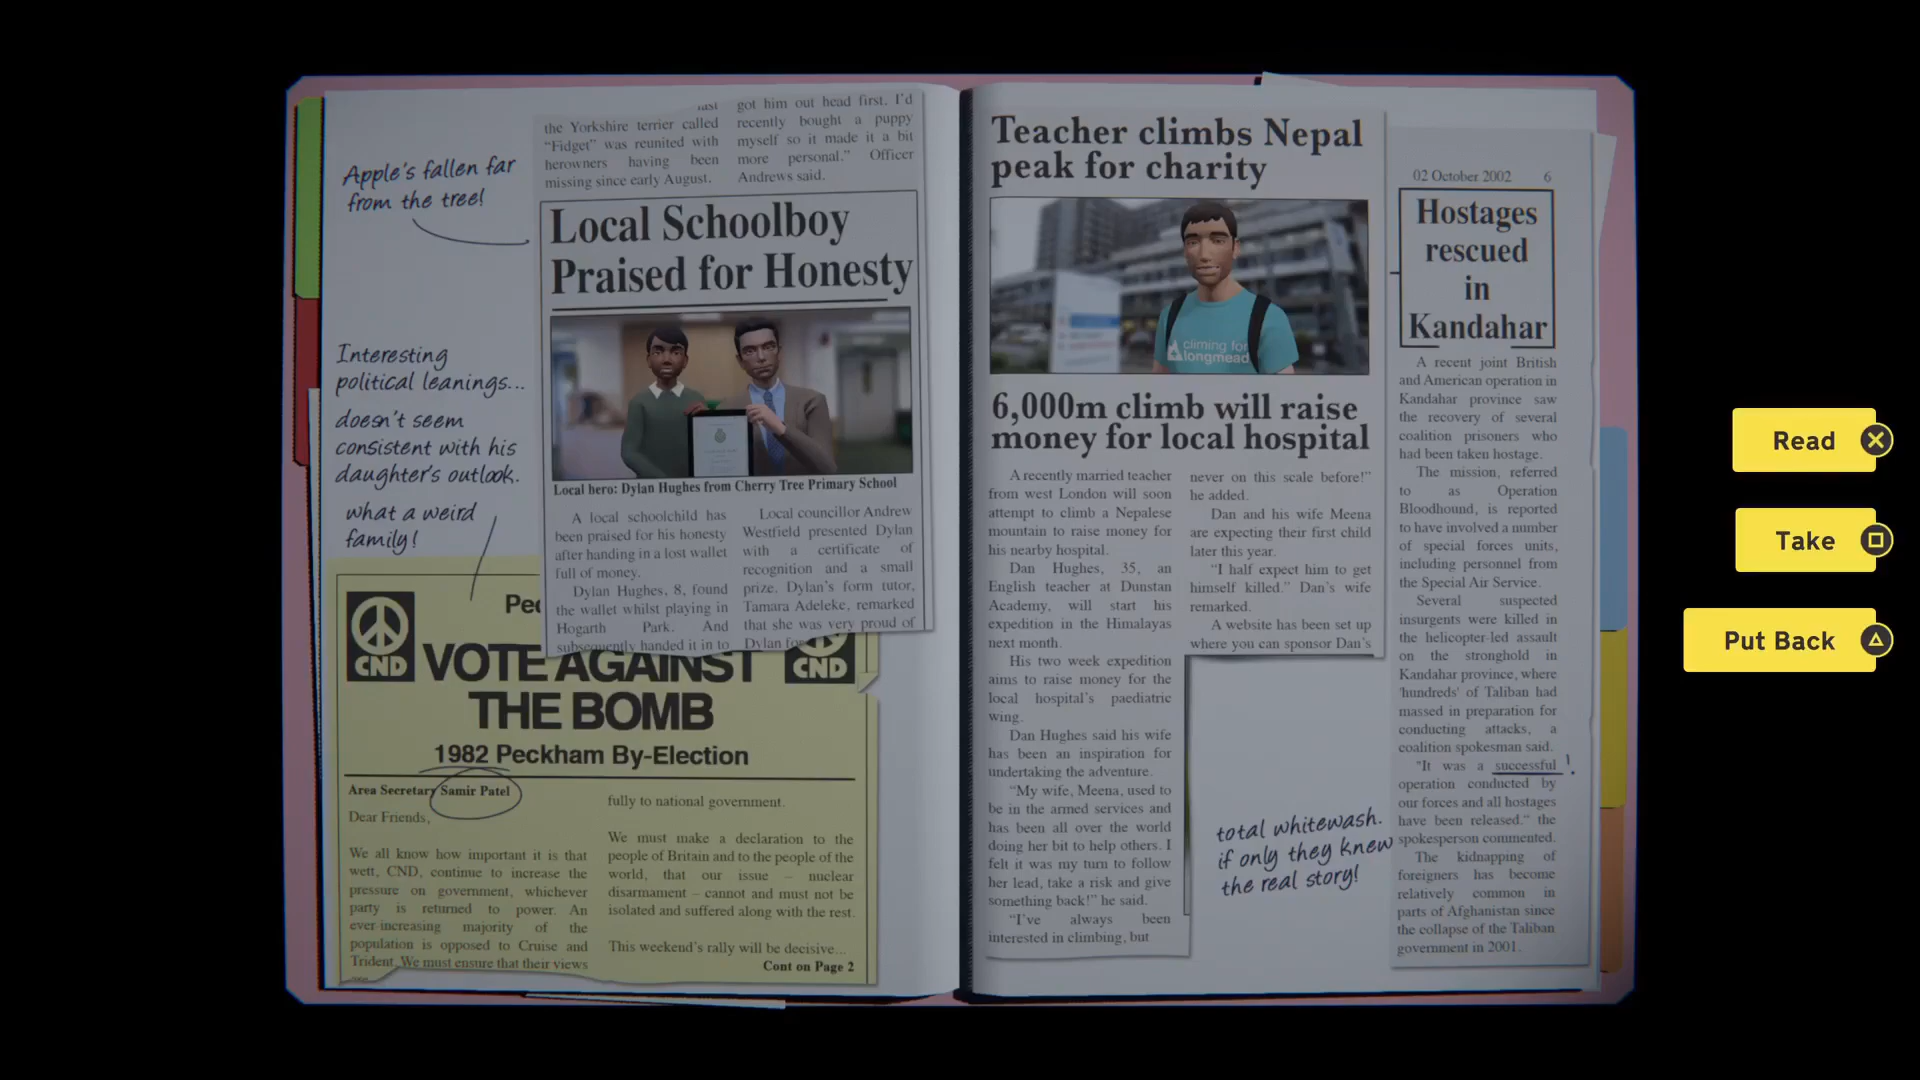 Apple's fallen far
from the tree!
Interesting
political leanings...
doesn't seem
consistent with his
daughter's outlook.
what a weird
family!
the Yorkshire terrier called
"Fidget" was reunited with
herowners having been
missing since early August.
got him out head first. I'd
recently bought a puppy
myself so it made it a bit
more personal." Officer
Andrews said.
Local Schoolboy
Praised for Honesty
Local hero: Dylan Hughes from Cherry Tree Primary School
A local schoolchild has
been praised for his honesty
after handing in a lost wallet
full of money.
Dylan Hughes, 8, found
the wallet whilst playing in
Hogarth Park. And
subsequently handed it in to
Local councillor Andrew
Westfield presented Dylan
with a certificate of
recognition and a small
prize. Dylan's form tutor,
Tamara Adeleke, remarked
that she was very proud of
Dylan
CND
CND
VOTE AGAINST
THE BOMB
1982 Peckham By-Election
Area Secretary Samir Patel
Dear Friends,
We all know how important it is that
wett, CND, continue to increase the
pressure on government, whichever
party is returned to power. An
ever-increasing majority of the
population is opposed to Cruise and
Trident. We must ensure that their views
fully to national government.
We must make a declaration to the
people of Britain and to the people of the
world, that our issue – nuclear
disarmament – cannot and must not be
isolated and suffered along with the rest.
This weekend's rally will be decisive...
Cont on Page 2
Teacher climbs Nepal
peak for charity
climing for
longmead
6,000m climb will raise
money for local hospital
A recently married teacher
from west London will soon
attempt to climb a Nepalese
mountain to raise money for
his nearby hospital.
Dan Hughes, 35, an
English teacher at Dunstan
Academy, will start his
expedition in the Himalayas
next month.
His two week expedition
aims to raise money for the
local hospital's paediatric
wing.
Dan Hughes said his wife
has been an inspiration for
undertaking the adventure.
"My wife, Meena, used to
be in the armed services and
has been all over the world
doing her bit to help others. I
felt it was my turn to follow
her lead, take a risk and give
something back!" he said.
"I've always been
interested in climbing, but
never on this scale before!"
he added.
Dan and his wife Meena
are expecting their first child
later this year.
"I half expect him to get
himself killed." Dan's wife
remarked.
A website has been set up
where you can sponsor Dan's
total whitewash.
if only they knew
the real story!
02 October 2002 6
Hostages
rescued
in
Kandahar
A recent joint British
and American operation in
Kandahar province saw
the recovery of several
coalition prisoners who
had been taken hostage.
The mission, referred
to as Operation
Bloodhound, is reported
to have involved a number
of special forces units,
including personnel from
the Special Air Service.
Several suspected
insurgents were killed in
the helicopter-led assault
on the stronghold in
Kandahar province, where
'hundreds' of Taliban had
massed in preparation for
conducting attacks, a
coalition spokesman said.
"It was a successful !
operation conducted by
our forces and all hostages
have been released." the
spokesperson commented.
The kidnapping of
foreigners has become
relatively common in
parts of Afghanistan since
the collapse of the Taliban
government in 2001.
Read
Take
Put Back